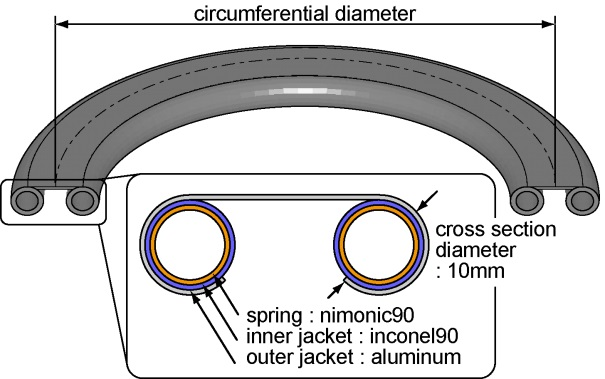 circumferential diameter
cross section
diameter
: 10mm
spring : nimonic90
inner jacket : inconel90
outer jacket : aluminum